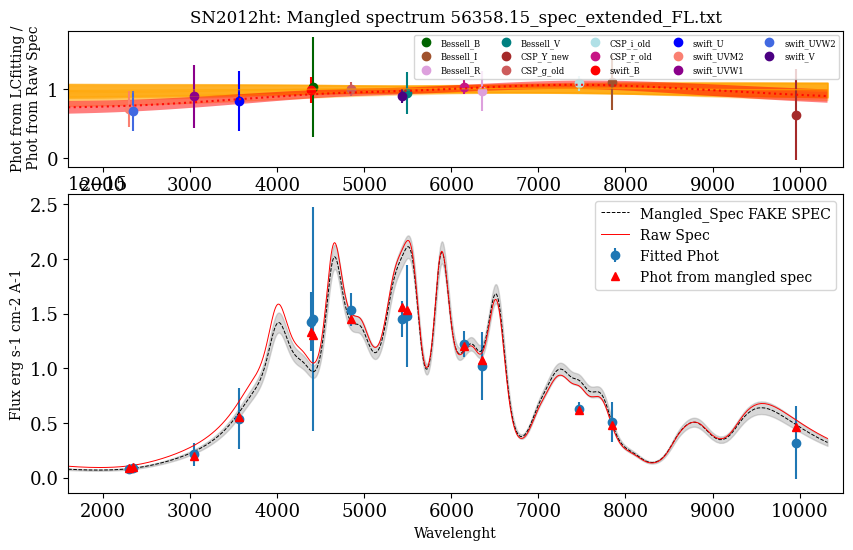 SN2012ht: Mangled spectrum 56358.15_spec_extended_FL.txt
Phot from LCfitting /
Phot from Raw Spec
1
0
Bessell_B Bessell_V CSP_i_old swift_U swift_UVW2
Bessell_I CSP_Y_new CSP_r_old swift_UVM2 swift_V
Bessell_R CSP_g_old swift_B swift_UVW1
2000 3000 4000 5000 6000 7000 8000 9000 10000
1e−15
Flux erg s-1 cm-2 A-1
2.5
2.0
1.5
1.0
0.5
0.0
Mangled_Spec FAKE SPEC
Raw Spec
Fitted Phot
Phot from mangled spec
2000 3000 4000 5000 6000 7000 8000 9000 10000
Wavelenght